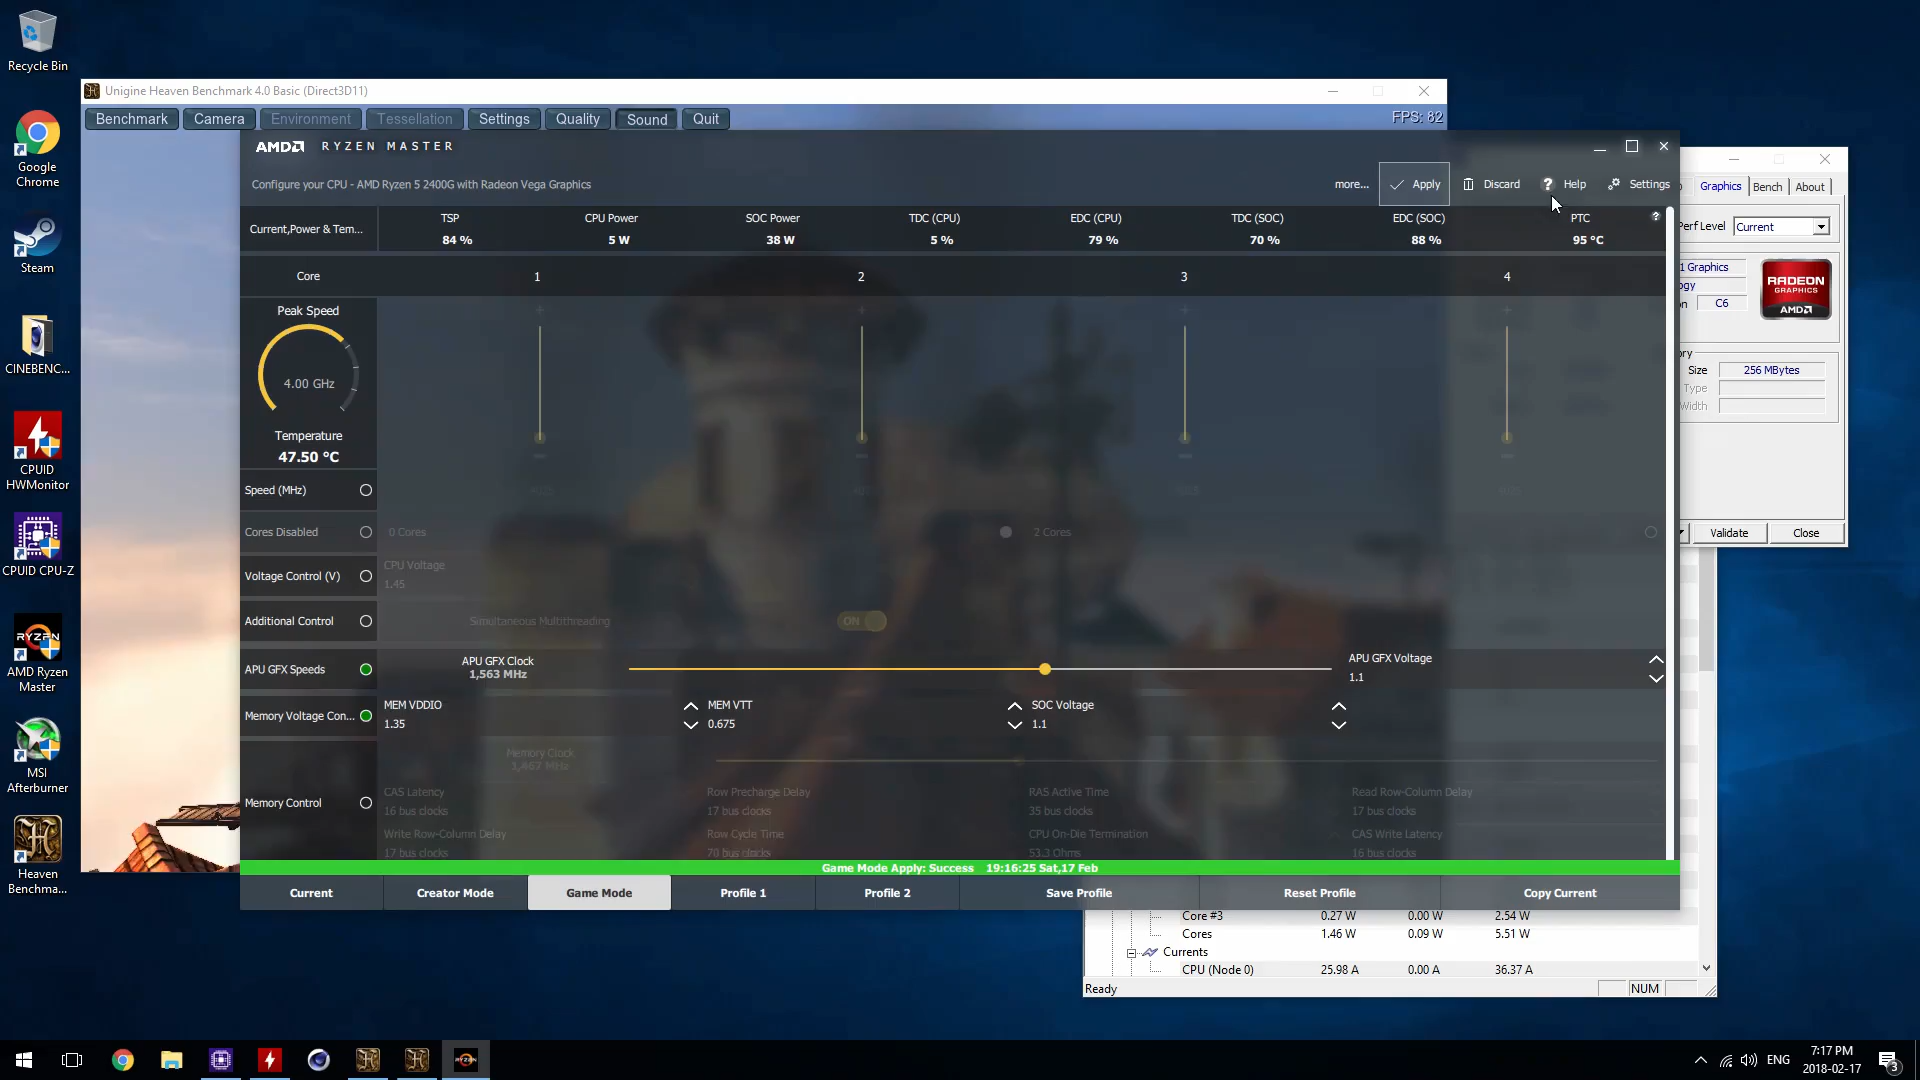 Recycle Bin
Google
Chrome
Steam
CINEBENC...
CPUID
HWMonitor
CPUID CPU-Z
AMD Ryzen
Master
MSI
Afterburner
Heaven
Benchma...
Unigine Heaven Benchmark 4.0 Basic (Direct3D11)
Benchmark Camera Environment Tessellation Settings Quality Sound Quit
FPS: 82
AMD RYZEN MASTER
Configure your CPU - AMD Ryzen 5 2400G with Radeon Vega Graphics
more... Apply Discard Help Settings
Current,Power & Tem...
TSP CPU Power SOC Power TDC (CPU) EDC (CPU) TDC (SOC) EDC (SOC) PTC
84 % 5 W 38 W 5 % 79 % 70 % 88 % 95 °C
Core 1 2 3 4
Peak Speed
4.00 GHz
Temperature
47.50 °C
Speed (MHz)
Cores Disabled 0 Cores 2 Cores
Voltage Control (V) CPU Voltage
1.45
Additional Control Simultaneous Multithreading ON
APU GFX Speeds APU GFX Clock
1,563 MHz
APU GFX Voltage
1.1
Memory Voltage Con... MEM VDDIO MEM VTT SOC Voltage
1.35 0.675 1.1
Memory Clock
1,467 MHz
Memory Control
CAS Latency Row Precharge Delay RAS Active Time Read Row-Column Delay
16 bus clocks 17 bus clocks 35 bus clocks 17 bus clocks
Write Row-Column Delay Row Cycle Time CPU On-Die Termination CAS Write Latency
17 bus clocks 70 bus clocks 53.3 Ohms 16 bus clocks
Game Mode Apply: Success 19:16:25 Sat,17 Feb
Current Creator Mode Game Mode Profile 1 Profile 2 Save Profile Reset Profile Copy Current
Graphics Bench About
Perf Level Current
1 Graphics
ogy
on C6
RADEON
GRAPHICS
AMD
ry
Size 256 MBytes
Type
Width
Validate Close
Core #3 0.27 W 0.00 W 2.54 W
Cores 1.46 W 0.09 W 5.51 W
Currents
CPU (Node 0) 25.98 A 0.00 A 36.37 A
Ready NUM
RYZEN
ENG
7:17 PM
2018-02-17
3